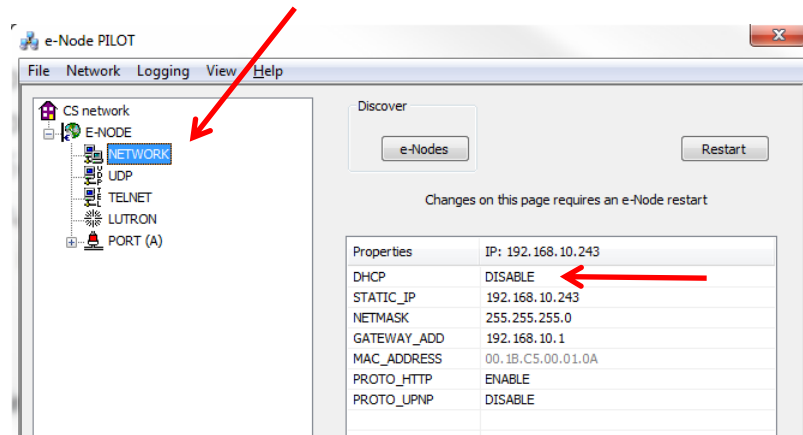 e-Node PILOT
File Network Logging View Help
CS network
E-NODE
NETWORK
UDP
TELNET
LUTRON
PORT (A)
Discover
e-Nodes
Restart
Changes on this page requires an e-Node restart
Properties IP: 192.168.10.243
DHCP DISABLE
STATIC_IP 192.168.10.243
NETMASK 255.255.255.0
GATEWAY_ADD 192.168.10.1
MAC_ADDRESS 00.1B.C5.00.01.0A
PROTO_HTTP ENABLE
PROTO_UPNP DISABLE